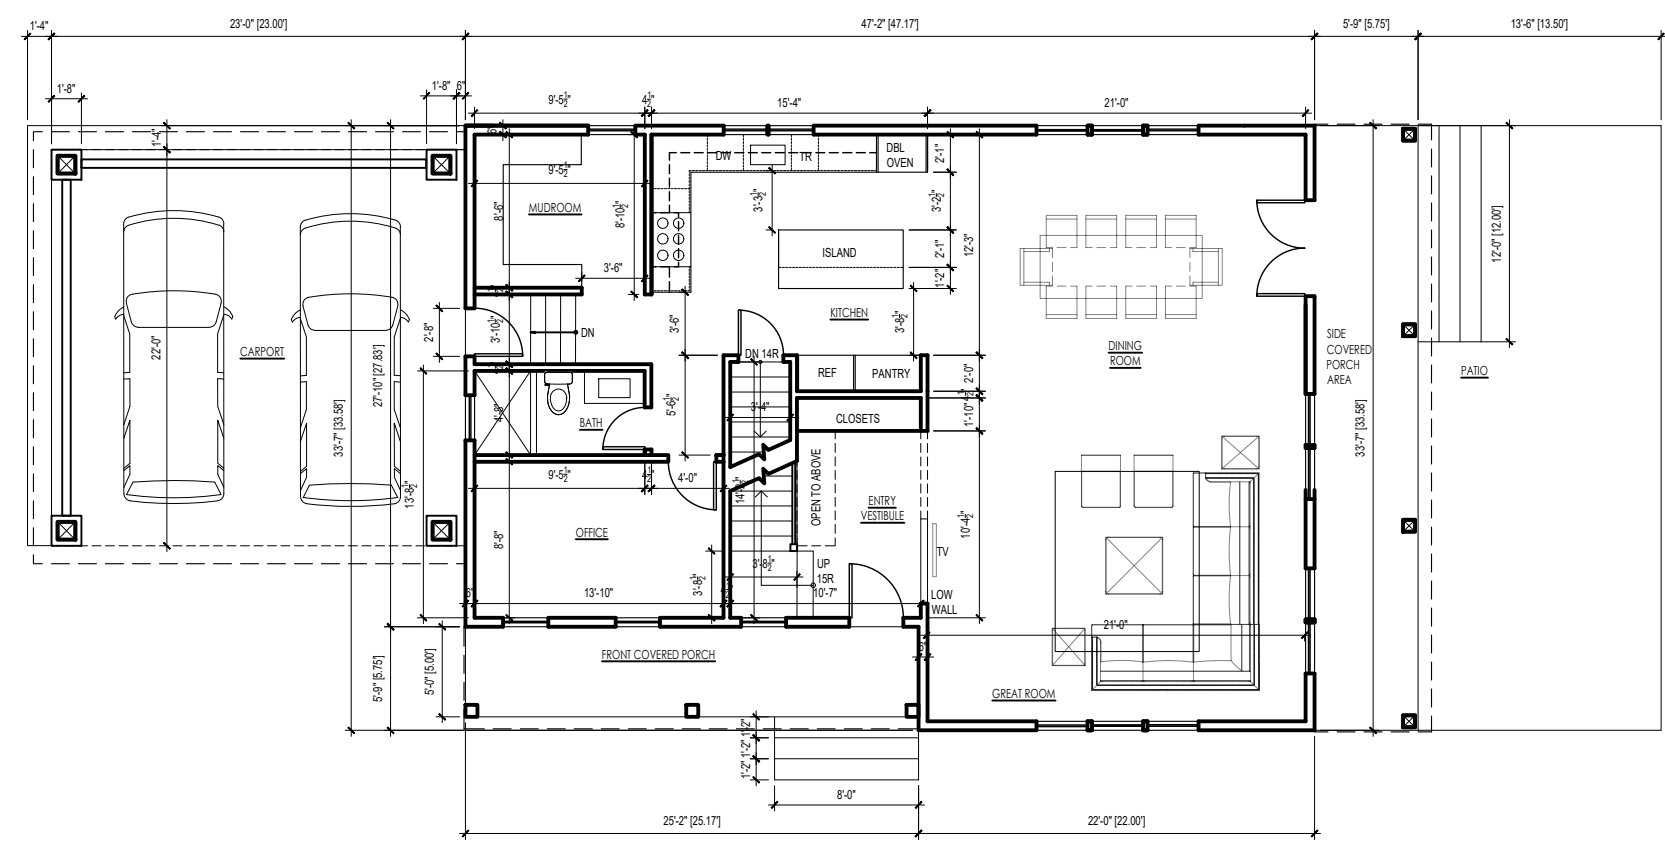 1'-4"
23'-0" [23.00']
47'-2" [47.17']
5'-9" [5.75']
13'-6" [13.50']
1'-8"
1'-8"
6"
9'-5½"
4½"
15'-4"
21'-0"
1'-4"
6"
DW
TR
DBL
OVEN
2'-1"
9'-5½"
MUDROOM
8'-6"
8'-10½"
3'-3½"
3'-2½"
12'-3"
12'-0" [12.00']
ISLAND
2'-1"
1'-2"
3'-6"
KITCHEN
2'-8"
3'-10½"
DN
3'-6"
3'-8½"
22'-0"
CARPORT
27'-10" [27.83']
33'-7" [33.58']
DN 14R
REF
PANTRY
2'-0"
DINING
ROOM
SIDE
COVERED
PORCH
AREA
PATIO
4'-8"
BATH
5'-6½"
3'-4"
CLOSETS
1'-10"
4½"
33'-7" [33.58']
13'-8½"
9'-5½"
4½"
4'-0"
OPEN TO ABOVE
ENTRY
VESTIBULE
10'-4½"
OFFICE
8'-8"
TV
3'-8½"
3'-8½"
UP
15R
6"
13'-10"
10'-7"
LOW
WALL
21'-0"
FRONT COVERED PORCH
5'-9" [5.75']
5'-0" [5.00']
GREAT ROOM
1'-2"
1'-2"
1'-2"
8'-0"
25'-2" [25.17']
22'-0" [22.00']